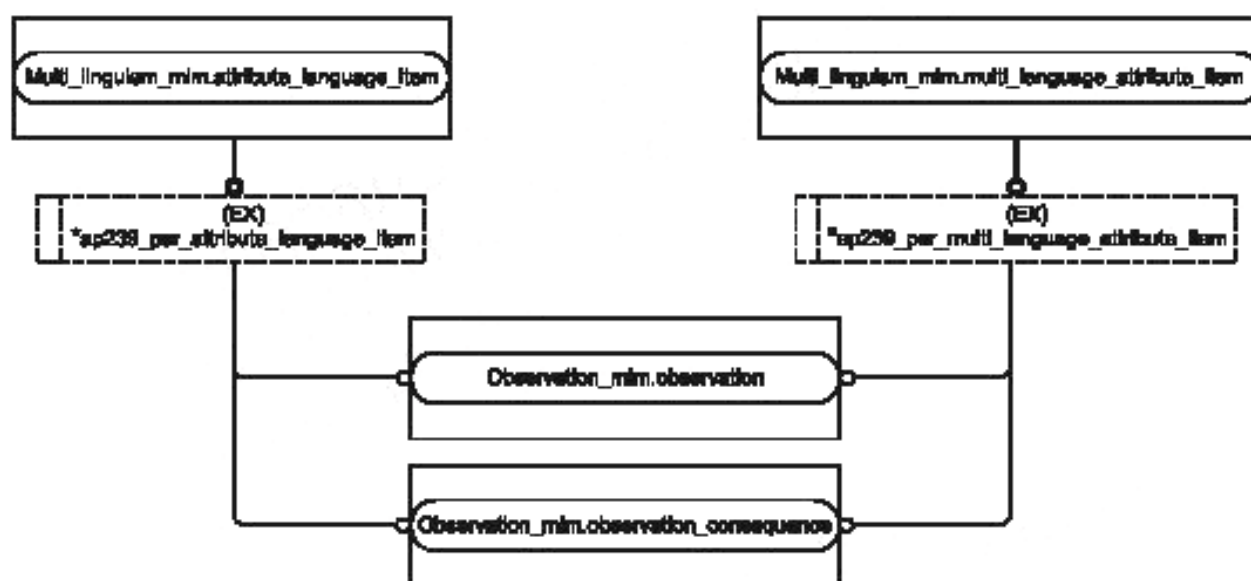 Multi_linguism_mim.attribute_language_item
Multi_linguism_mim.multi_language_attribute_item
(EX)
*ap239_per_attribute_language_item
(EX)
*ap239_per_multi_language_attribute_item
Observation_mim.observation
Observation_mim.observation_consequence